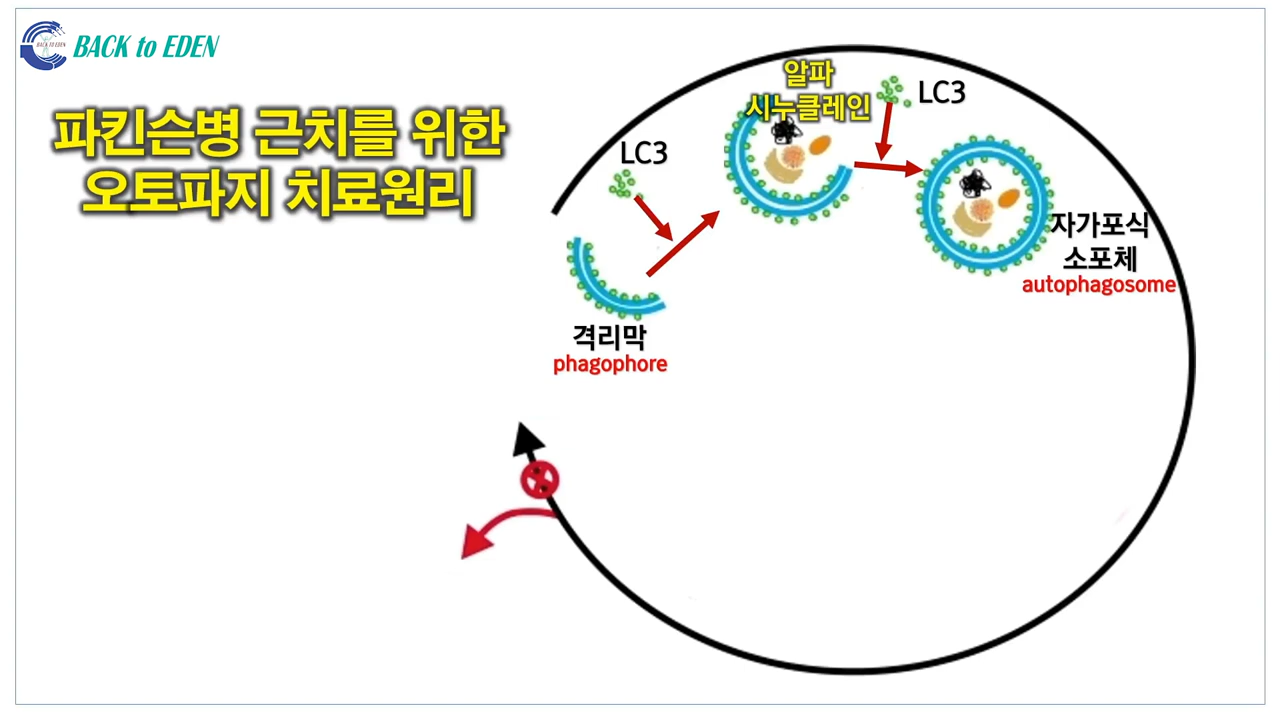 BACK to EDEN
파킨슨병 근치를 위한
오토파지 치료원리
알파
시누클레인
LC3
LC3
자가포식
소포체
autophagosome
격리막
phagophore